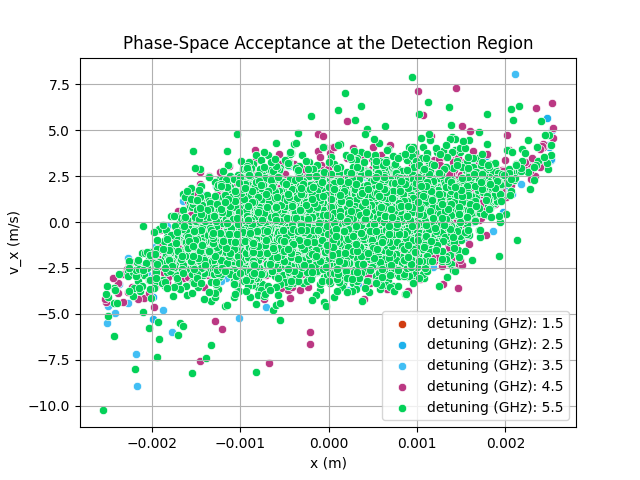 Phase-Space Acceptance at the Detection Region
7.5
5.0
2.5
0.0
−2.5
−5.0
−7.5
−10.0
v_x (m/s)
detuning (GHz): 1.5
detuning (GHz): 2.5
detuning (GHz): 3.5
detuning (GHz): 4.5
detuning (GHz): 5.5
−0.002 −0.001 0.000 0.001 0.002
x (m)